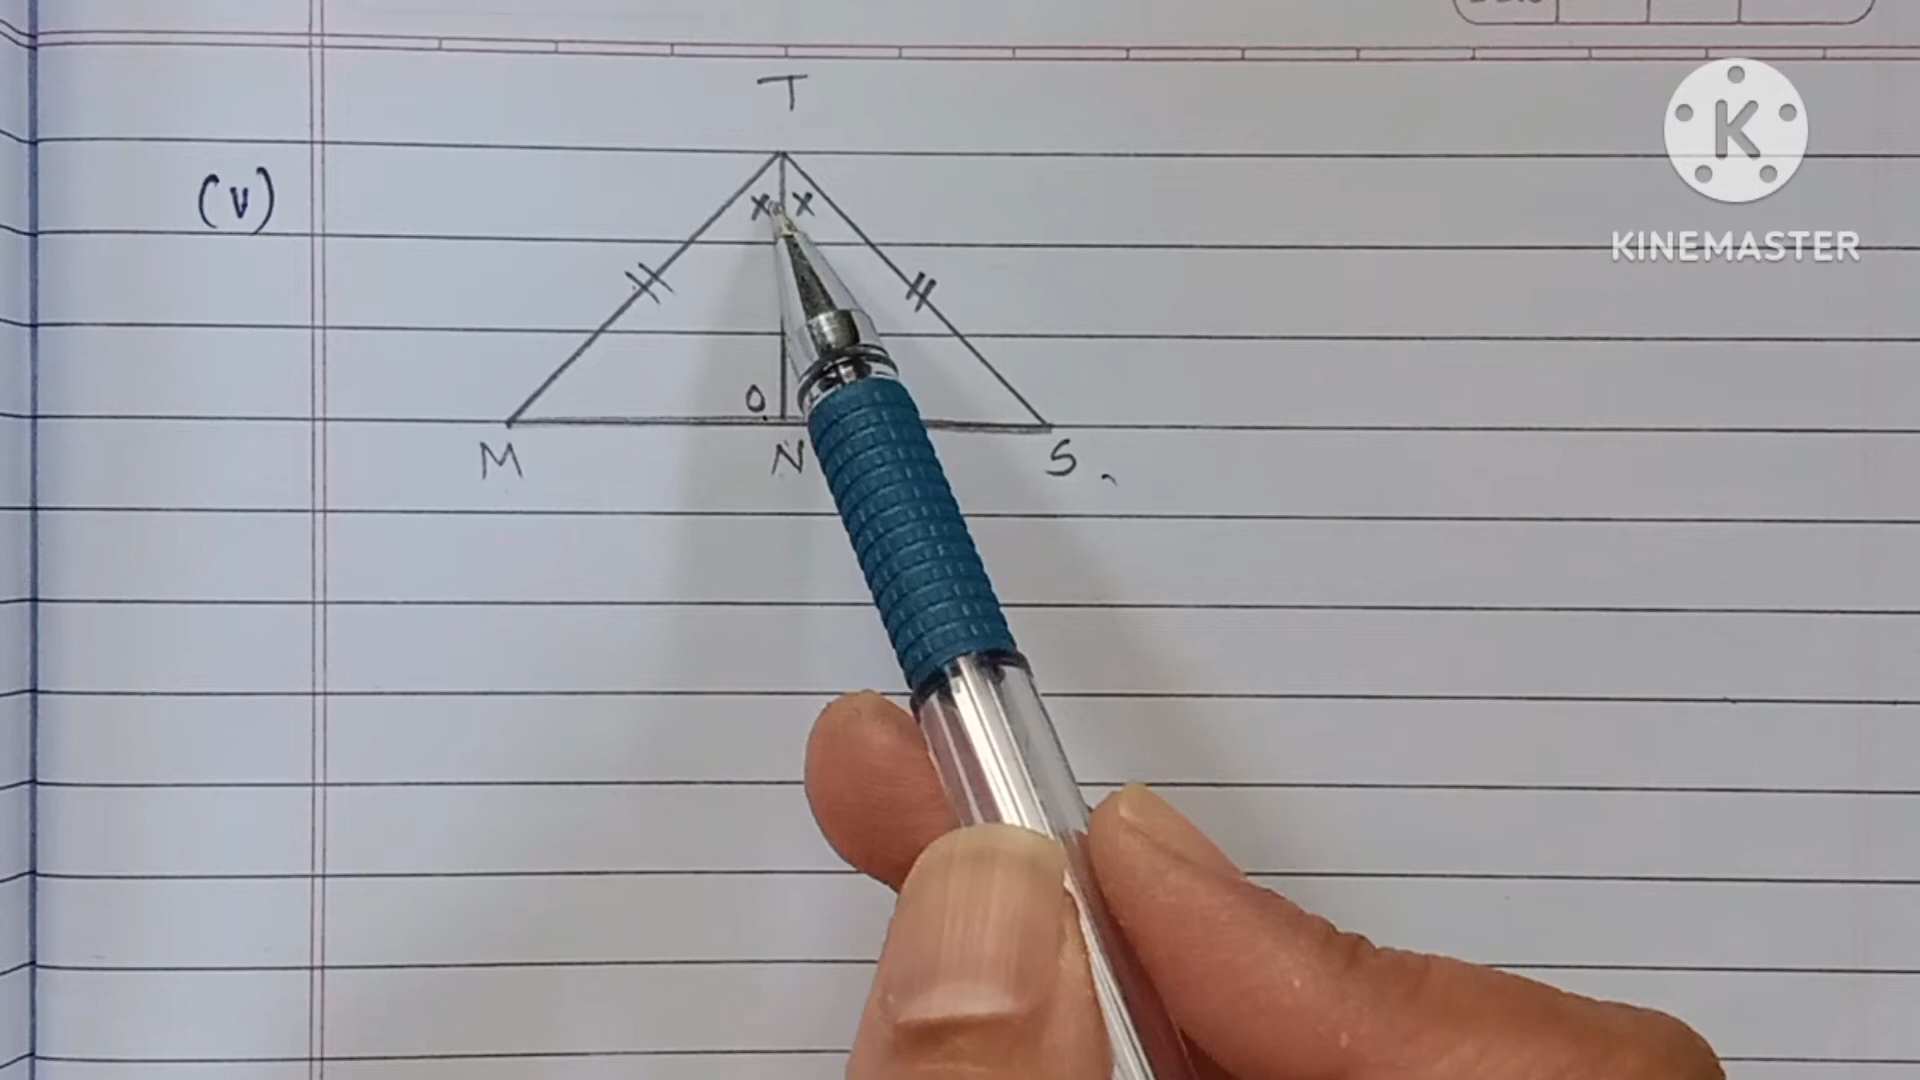 T
(v)
x x
O
M N S
K
KINEMASTER